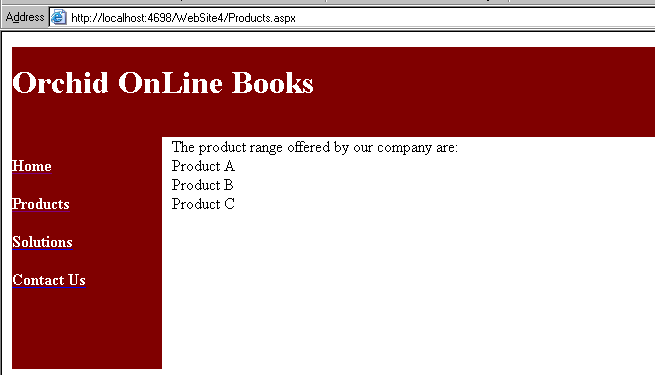 Address http://localhost:4698/WebSite4/Products.aspx
Orchid OnLine Books
Home
Products
Solutions
Contact Us
The product range offered by our company are:
Product A
Product B
Product C